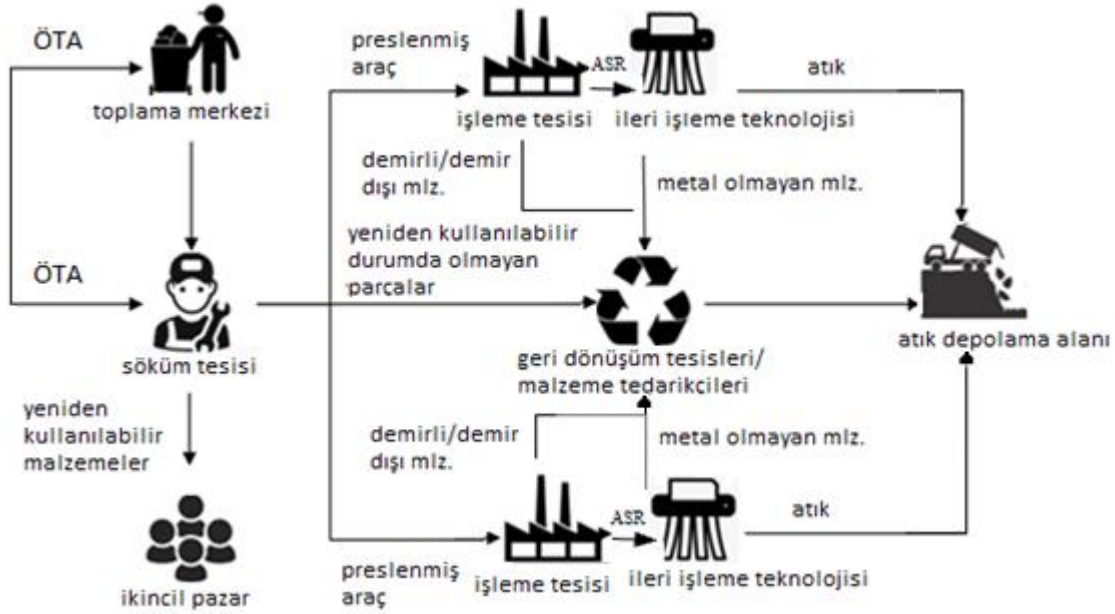 ÖTA
toplama merkezi
ÖTA
söküm tesisi
yeniden
kullanılabilir
malzemeler
ikincil pazar
preslenmiş
araç
işleme tesisi
ASR
ileri işleme teknolojisi
atık
demirli/demir
dışı mlz.
metal olmayan mlz.
yeniden kullanılabilir
durumda olmayan
parçalar
geri dönüşüm tesisleri/
malzeme tedarikçileri
atık depolama alanı
demirli/demir
dışı mlz.
metal olmayan mlz.
preslenmiş
araç
işleme tesisi
ASR
ileri işleme teknolojisi
atık